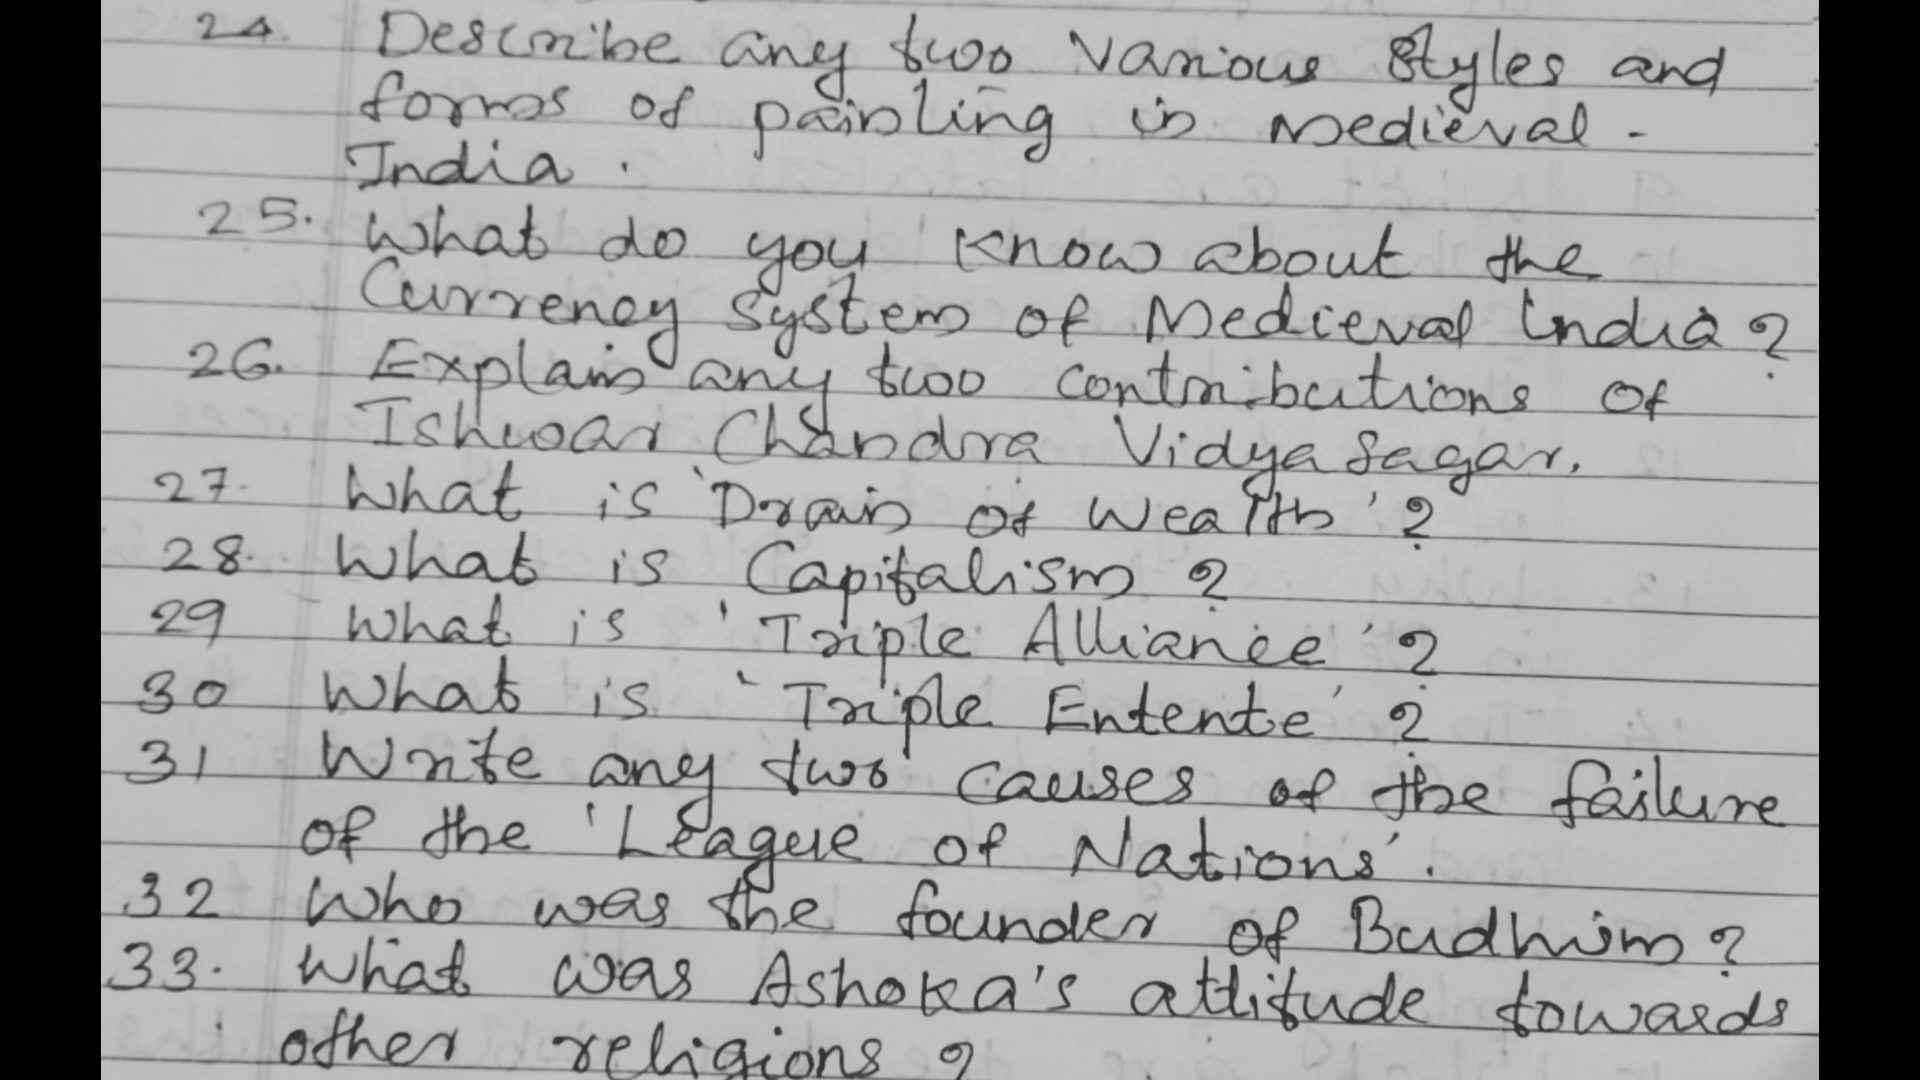 24. Describe any two various styles and
forms of painting in Medieval -
India.
25. What do you know about the
Currency system of Medieval India?
26. Explain any two contributions of
Ishwar Chandra Vidya Sagar.
27. What is 'Drain of Wealth'?
28. What is Capitalism?
29 What is 'Triple Alliance'?
30 What is 'Triple Entente'?
31 Write any two causes of the failure
of the 'League of Nations'.
32 Who was the founder of Budhism?
33. What was Ashoka's attitude towards
other religions?